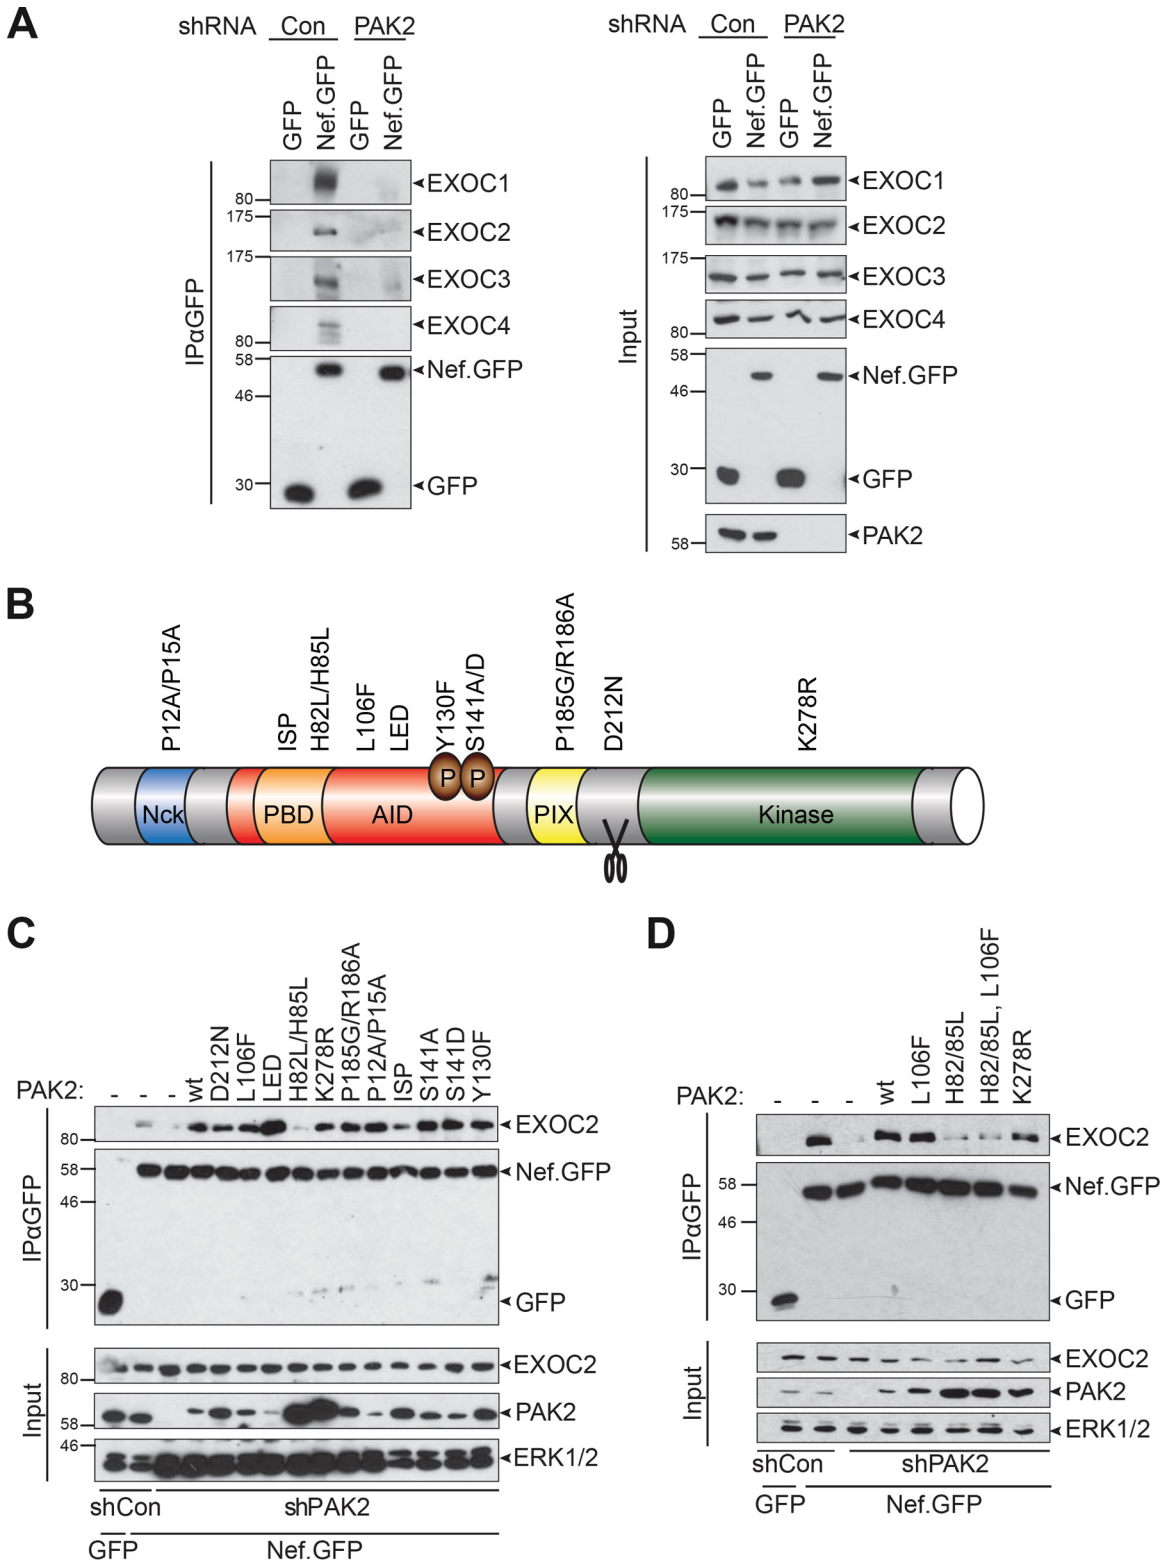 A
shRNA Con PAK2
GFP Nef.GFP GFP Nef.GFP
IPαGFP
80 EXOC1
175 EXOC2
175 EXOC3
80 EXOC4
58 Nef.GFP
46
30 GFP
shRNA Con PAK2
GFP Nef.GFP GFP Nef.GFP
Input
80 EXOC1
175 EXOC2
175 EXOC3
80 EXOC4
58 Nef.GFP
46
30 GFP
58 PAK2
B
P12A/P15A ISP H82L/H85L L106F LED Y130F S141A/D P185G/R186A D212N K278R
P P
Nck PBD AID PIX Kinase
C
PAK2: - - - wt D212N L106F LED H82L/H85L K278R P185G/R186A P12A/P15A ISP S141A S141D Y130F
IPαGFP
80 EXOC2
58 Nef.GFP
46
30 GFP
Input
80 EXOC2
58 PAK2
46 ERK1/2
shCon shPAK2
GFP Nef.GFP
D
PAK2: - - - wt L106F H82/85L H82/85L, L106F K278R
IPαGFP
EXOC2
58 Nef.GFP
46
30 GFP
Input
EXOC2
PAK2
ERK1/2
shCon shPAK2
GFP Nef.GFP